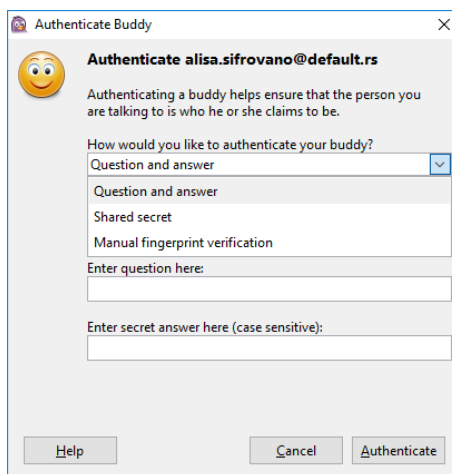 Authenticate Buddy
Authenticate alisa.sifrovano@default.rs
Authenticating a buddy helps ensure that the person you
are talking to is who he or she claims to be.
How would you like to authenticate your buddy?
Question and answer
Question and answer
Shared secret
Manual fingerprint verification
Enter question here:
Enter secret answer here (case sensitive):
Help
Cancel
Authenticate